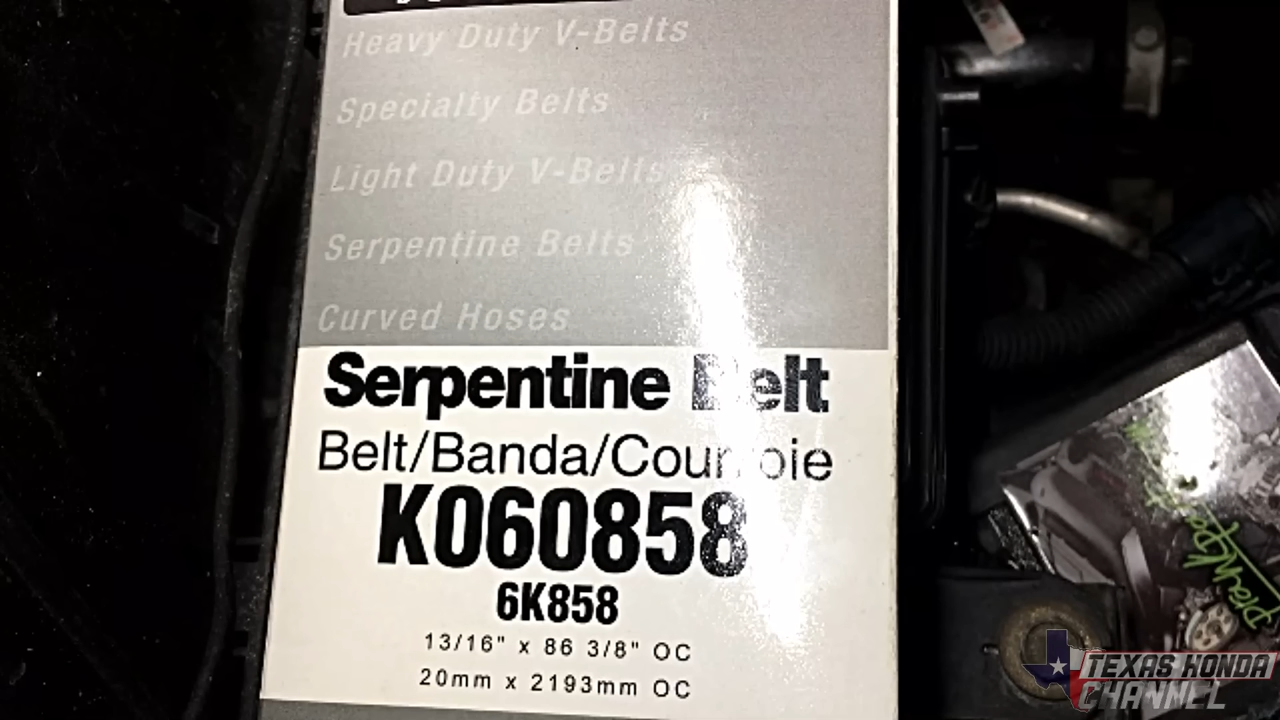 Heavy Duty V-Belts
Specialty Belts
Light Duty V-Belts
Serpentine Belts
Curved Hoses
Serpentine Belt
Belt/Banda/Courroie
K060858
6K858
13/16" x 86 3/8" OC
20mm x 2193mm OC
TEXAS HONDA
CHANNEL